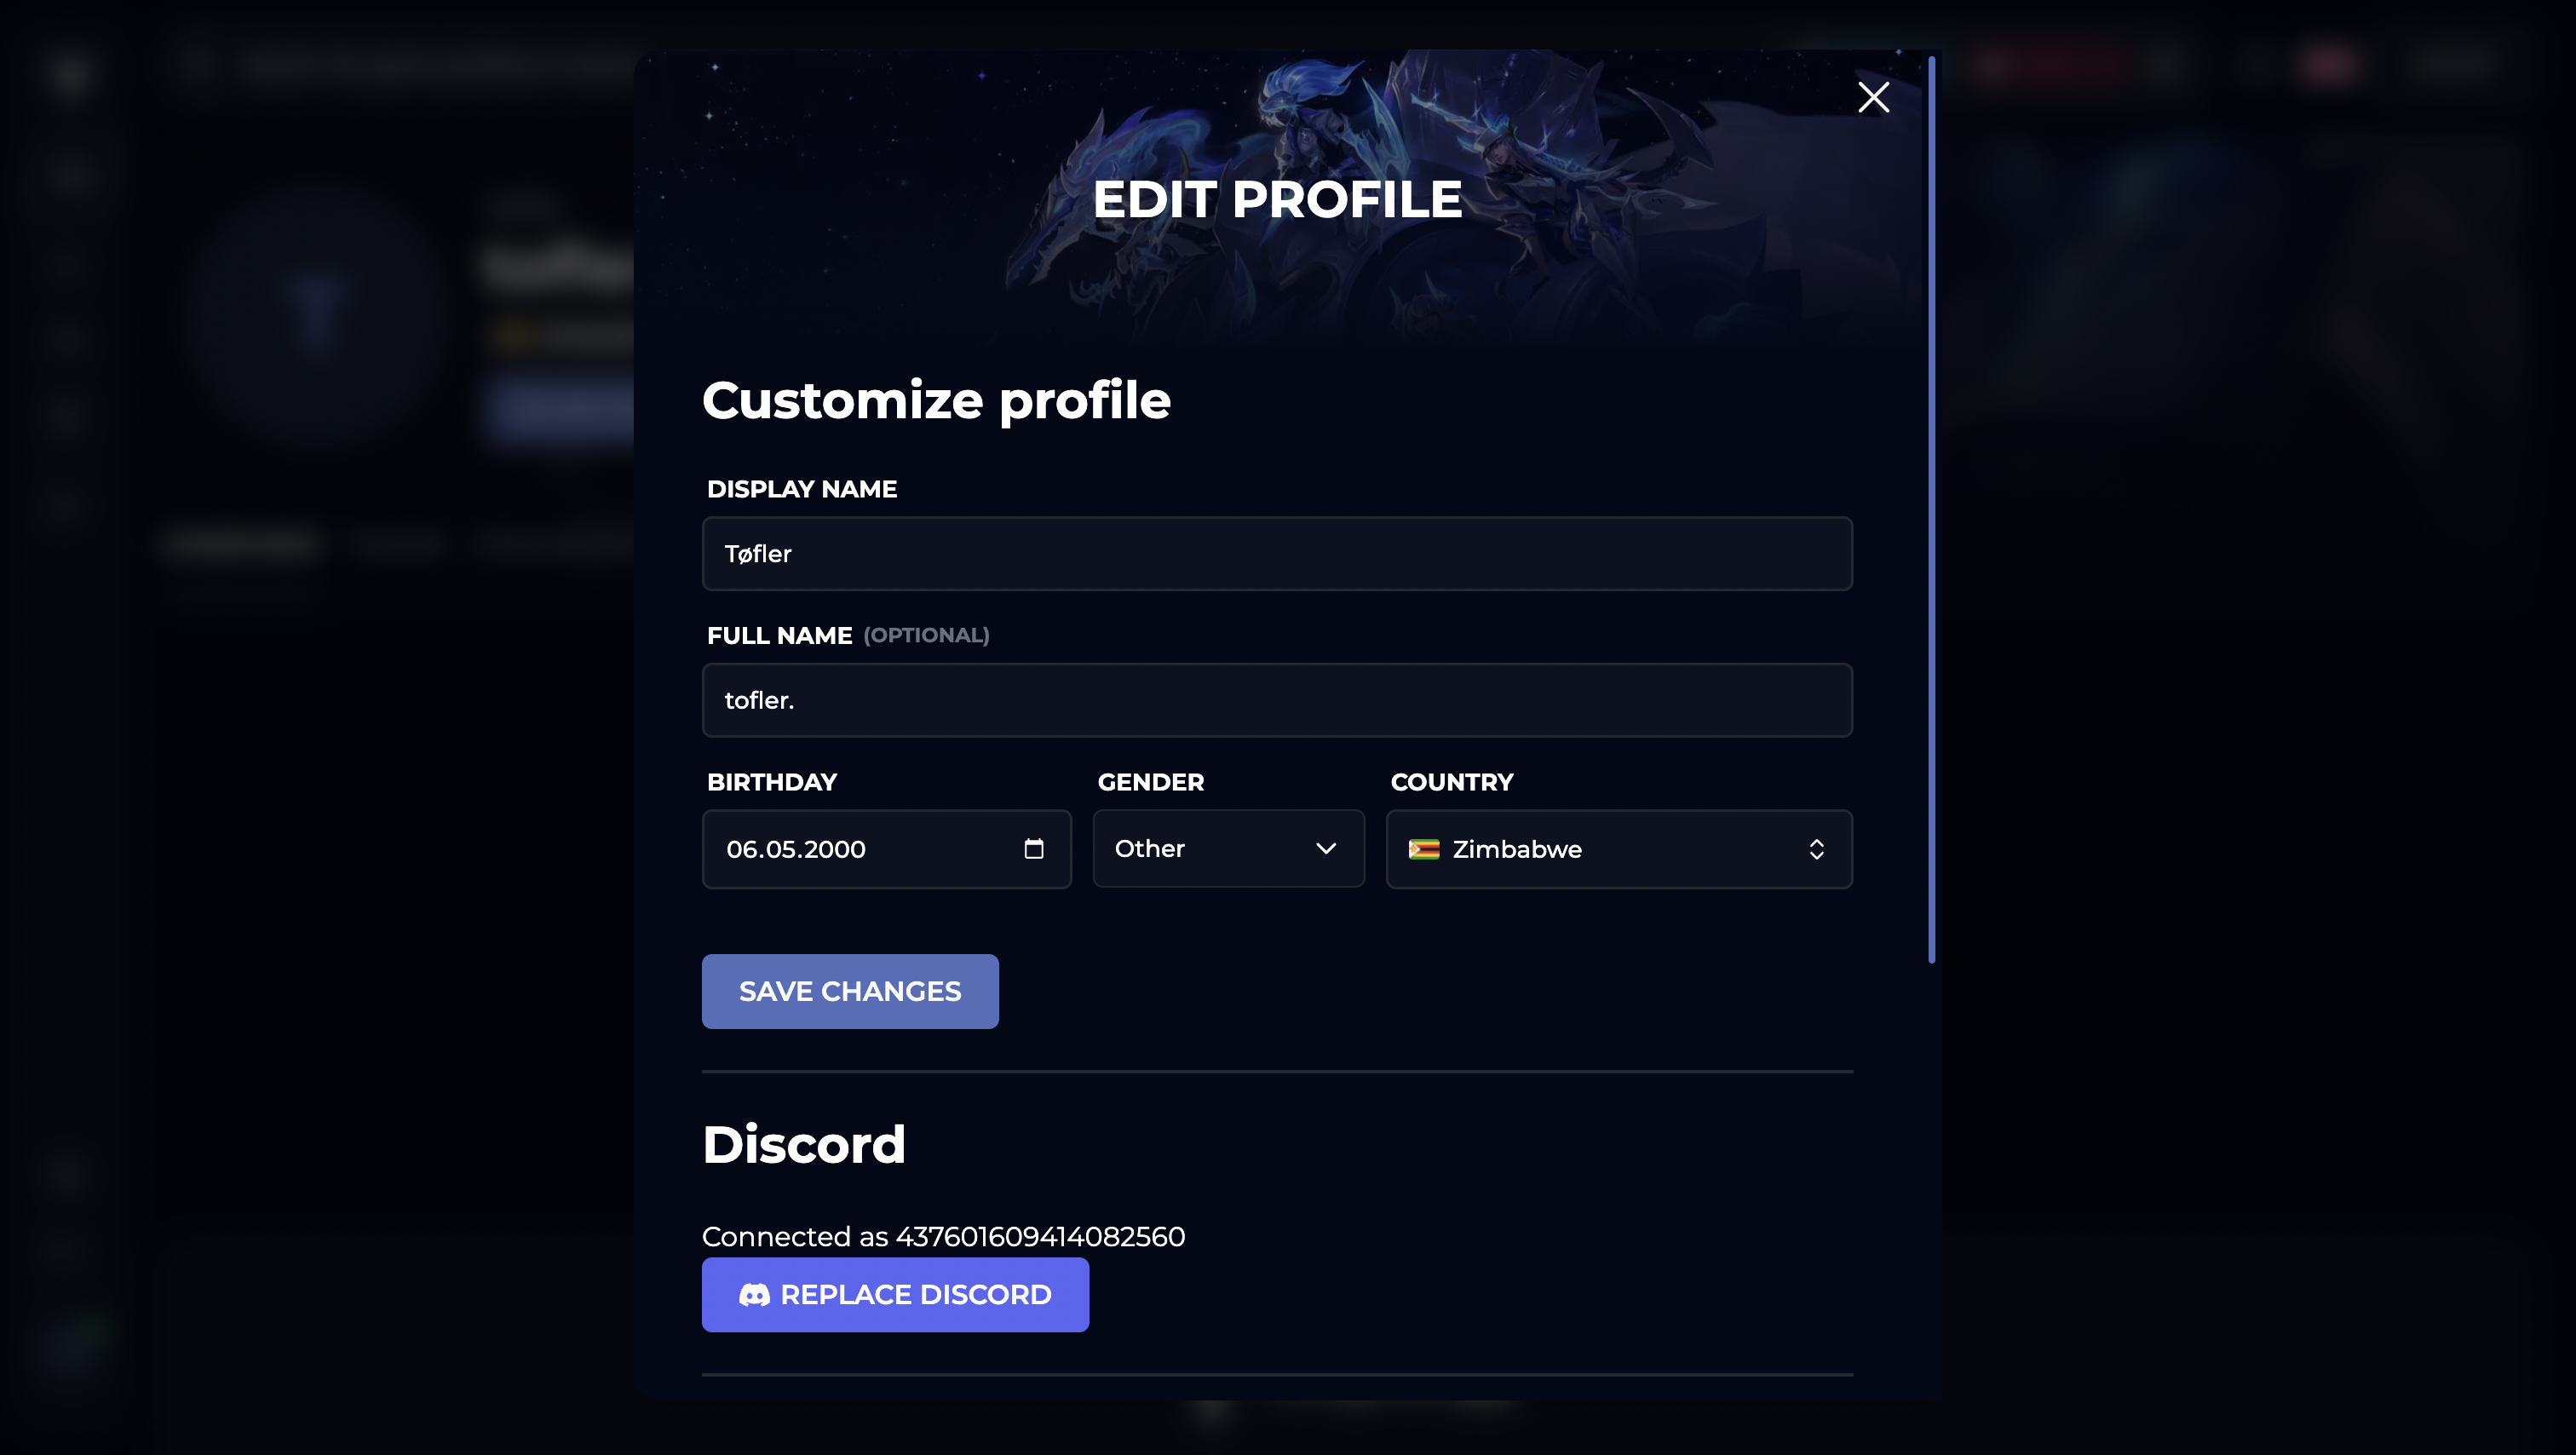 EDIT PROFILE
Customize profile
DISPLAY NAME
Tøfler
FULL NAME (OPTIONAL)
tofler.
BIRTHDAY GENDER COUNTRY
06.05.2000 Other Zimbabwe
SAVE CHANGES
Discord
Connected as 437601609414082560
REPLACE DISCORD